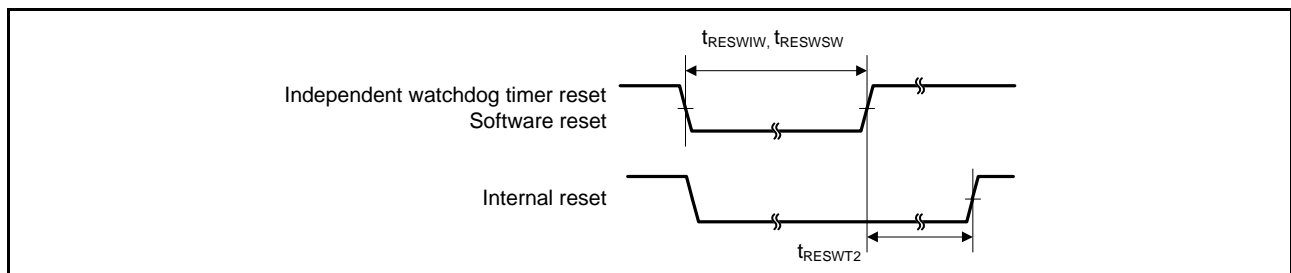 tRESWIW, tRESWSW
Independent watchdog timer reset
Software reset
Internal reset
tRESWT2